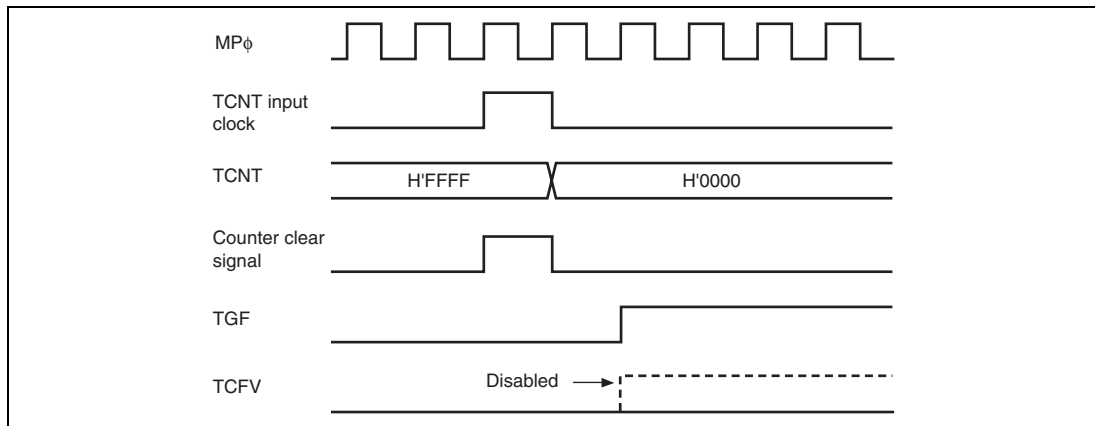 MPϕ
TCNT input
clock
TCNT
H'FFFF
H'0000
Counter clear
signal
TGF
TCFV
Disabled